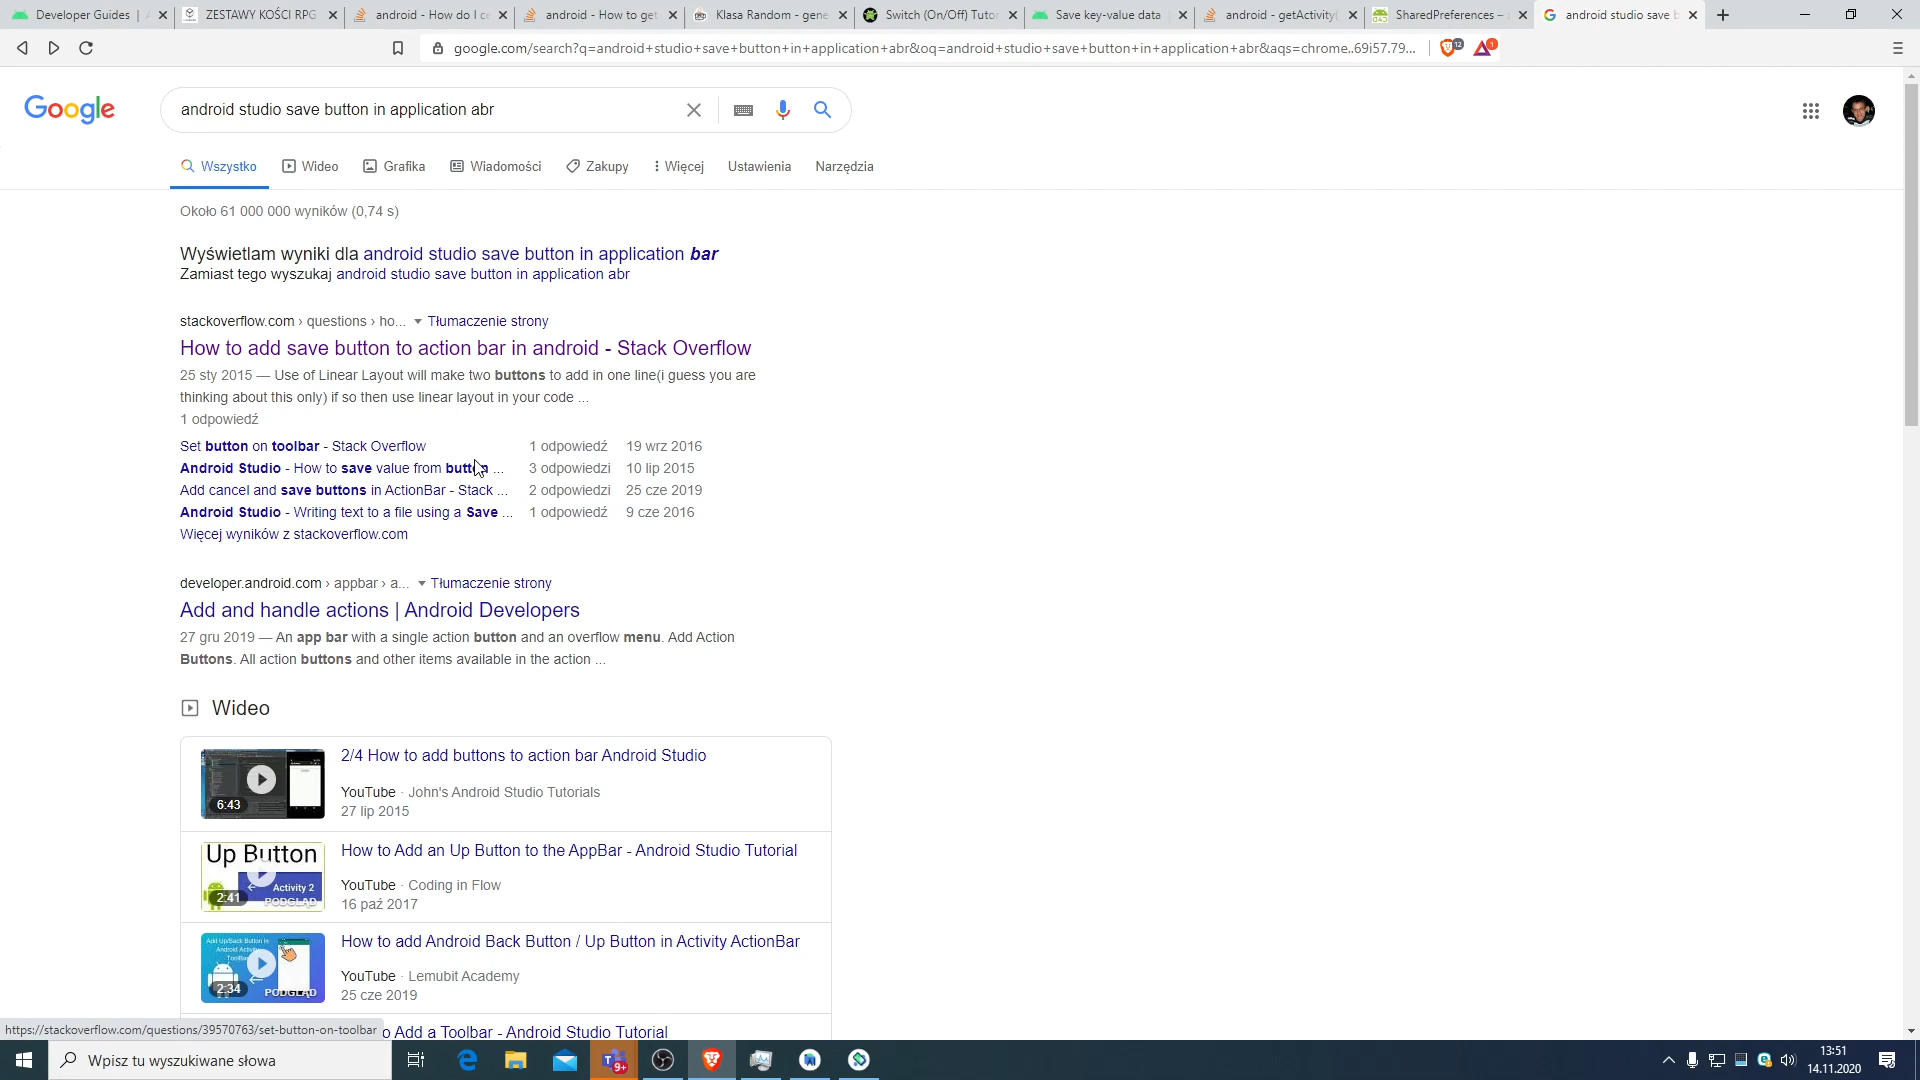 Developer Guides |
ZESTAWY KOŚCI RPG
android - How do I ce
android - How to get
Klasa Random - gene
Switch (On/Off) Tutor
Save key-value data
android - getActivity(
SharedPreferences –
android studio save b
google.com/search?q=android+studio+save+button+in+application+abr&oq=android+studio+save+button+in+application+abr&aqs=chrome..69i57.79...
12
1
Google
android studio save button in application abr
Wszystko
Wideo
Grafika
Wiadomości
Zakupy
Więcej
Ustawienia
Narzędzia
Około 61 000 000 wyników (0,74 s)
Wyświetlam wyniki dla android studio save button in application bar
Zamiast tego wyszukaj android studio save button in application abr
stackoverflow.com › questions › ho... Tłumaczenie strony
How to add save button to action bar in android - Stack Overflow
25 sty 2015 — Use of Linear Layout will make two buttons to add in one line(i guess you are
thinking about this only) if so then use linear layout in your code ...
1 odpowiedź
Set button on toolbar - Stack Overflow 1 odpowiedź 19 wrz 2016
Android Studio - How to save value from button ... 3 odpowiedzi 10 lip 2015
Add cancel and save buttons in ActionBar - Stack ... 2 odpowiedzi 25 cze 2019
Android Studio - Writing text to a file using a Save ... 1 odpowiedź 9 cze 2016
Więcej wyników z stackoverflow.com
developer.android.com › appbar › a... Tłumaczenie strony
Add and handle actions | Android Developers
27 gru 2019 — An app bar with a single action button and an overflow menu. Add Action
Buttons. All action buttons and other items available in the action ...
Wideo
6:43
2/4 How to add buttons to action bar Android Studio
YouTube · John's Android Studio Tutorials
27 lip 2015
Up Button
Activity 2
2:41
PODGLĄD
How to Add an Up Button to the AppBar - Android Studio Tutorial
YouTube · Coding in Flow
16 paź 2017
Add Up/Back Button in
Android Activity
2:34
PODGLĄD
How to add Android Back Button / Up Button in Activity ActionBar
YouTube · Lemubit Academy
25 cze 2019
o Add a Toolbar - Android Studio Tutorial
https://stackoverflow.com/questions/39570763/set-button-on-toolbar
Wpisz tu wyszukiwane słowa
9+
13:51
14.11.2020